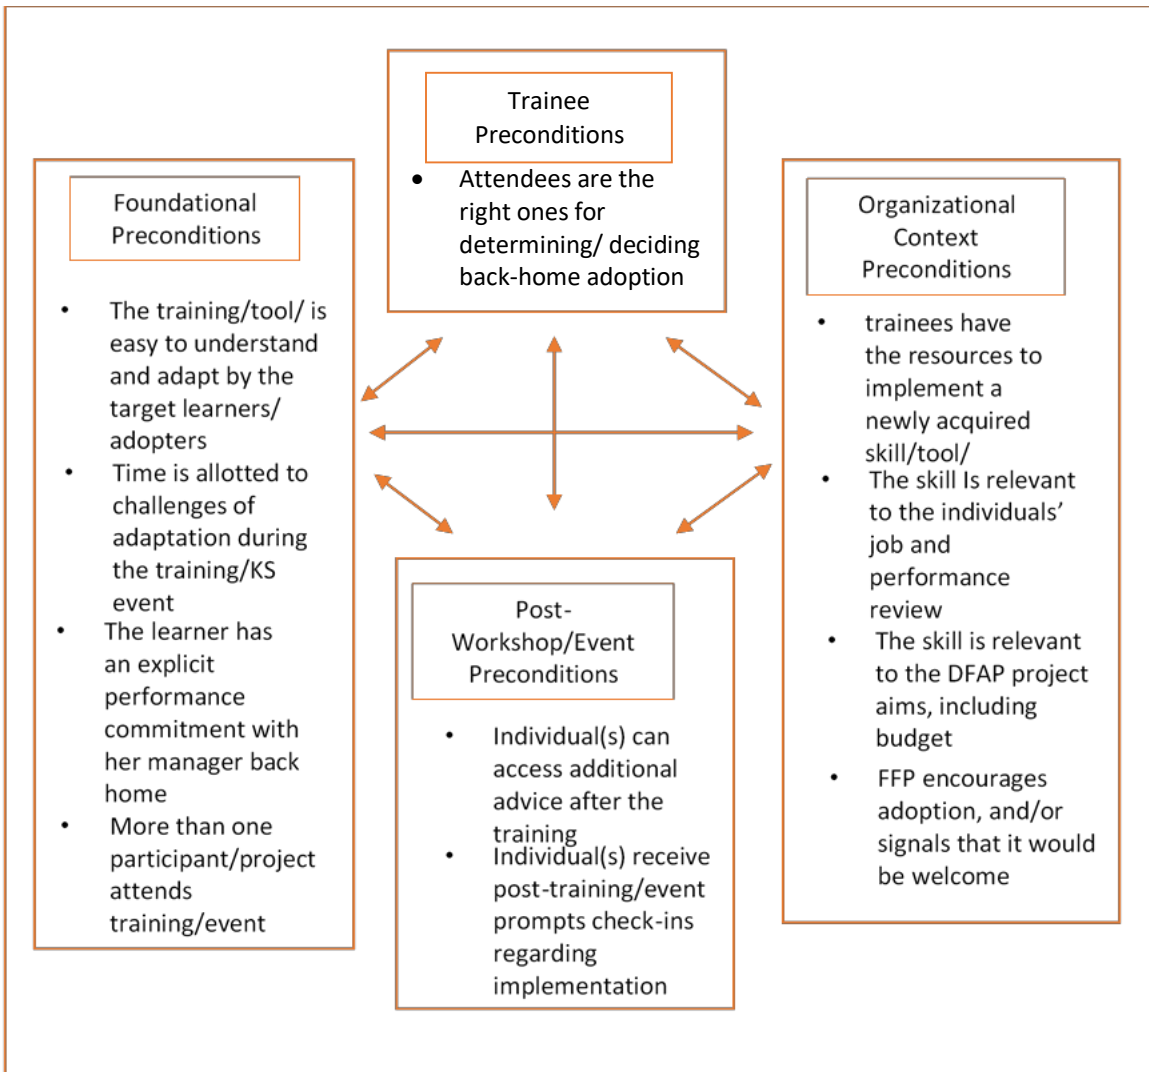 Trainee
Preconditions
• Attendees are the
right ones for
determining/ deciding
back-home adoption
Foundational
Preconditions
• The training/tool/ is
easy to understand
and adapt by the
target learners/
adopters
• Time is allotted to
challenges of
adaptation during
the training/KS
event
• The learner has
an explicit
performance
commitment with
her manager back
home
• More than one
participant/project
attends
training/event
Organizational
Context
Preconditions
• trainees have
the resources to
implement a
newly acquired
skill/tool/
• The skill Is relevant
to the individuals’
job and
performance
review
• The skill is relevant
to the DFAP project
aims, including
budget
• FFP encourages
adoption, and/or
signals that it would
be welcome
Post-
Workshop/Event
Preconditions
• Individual(s) can
access additional
advice after the
training
• Individual(s) receive
post-training/event
prompts check-ins
regarding
implementation